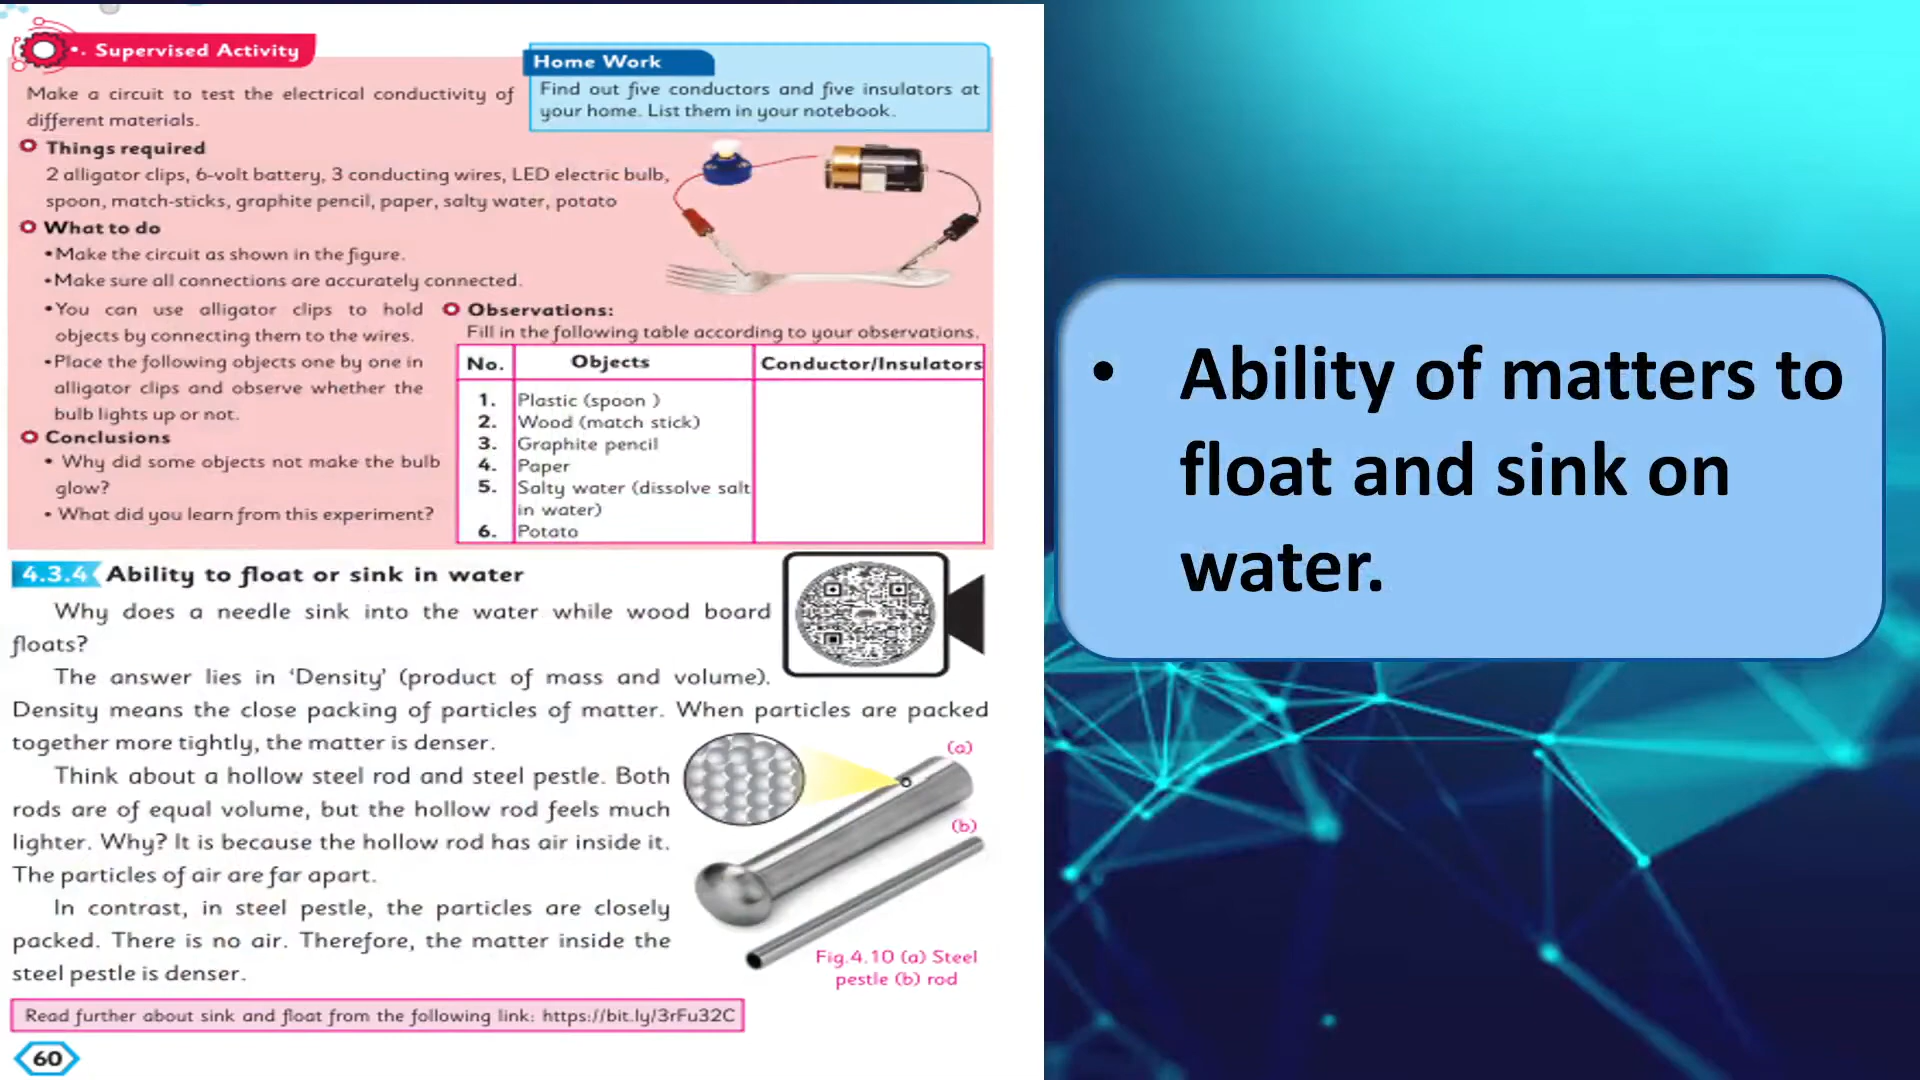 Supervised Activity
Home Work
Find out five conductors and five insulators at
your home. List them in your notebook.
Make a circuit to test the electrical conductivity of
different materials.
Things required
2 alligator clips, 6-volt battery, 3 conducting wires, LED electric bulb,
spoon, match-sticks, graphite pencil, paper, salty water, potato
What to do
•Make the circuit as shown in the figure.
•Make sure all connections are accurately connected.
•You can use alligator clips to hold
objects by connecting them to the wires.
•Place the following objects one by one in
alligator clips and observe whether the
bulb lights up or not.
Conclusions
• Why did some objects not make the bulb
glow?
• What did you learn from this experiment?
Observations:
Fill in the following table according to your observations.
No. Objects Conductor/Insulators
1. Plastic (spoon )
2. Wood (match stick)
3. Graphite pencil
4. Paper
5. Salty water (dissolve salt
in water)
6. Potato
4.3.4 Ability to float or sink in water
Why does a needle sink into the water while wood board
floats?
The answer lies in ‘Density’ (product of mass and volume).
Density means the close packing of particles of matter. When particles are packed
together more tightly, the matter is denser.
Think about a hollow steel rod and steel pestle. Both
rods are of equal volume, but the hollow rod feels much
lighter. Why? It is because the hollow rod has air inside it.
The particles of air are far apart.
In contrast, in steel pestle, the particles are closely
packed. There is no air. Therefore, the matter inside the
steel pestle is denser.
(a)
(b)
Fig.4.10 (a) Steel
pestle (b) rod
Read further about sink and float from the following link: https://bit.ly/3rFu32C
60
• Ability of matters to
float and sink on
water.